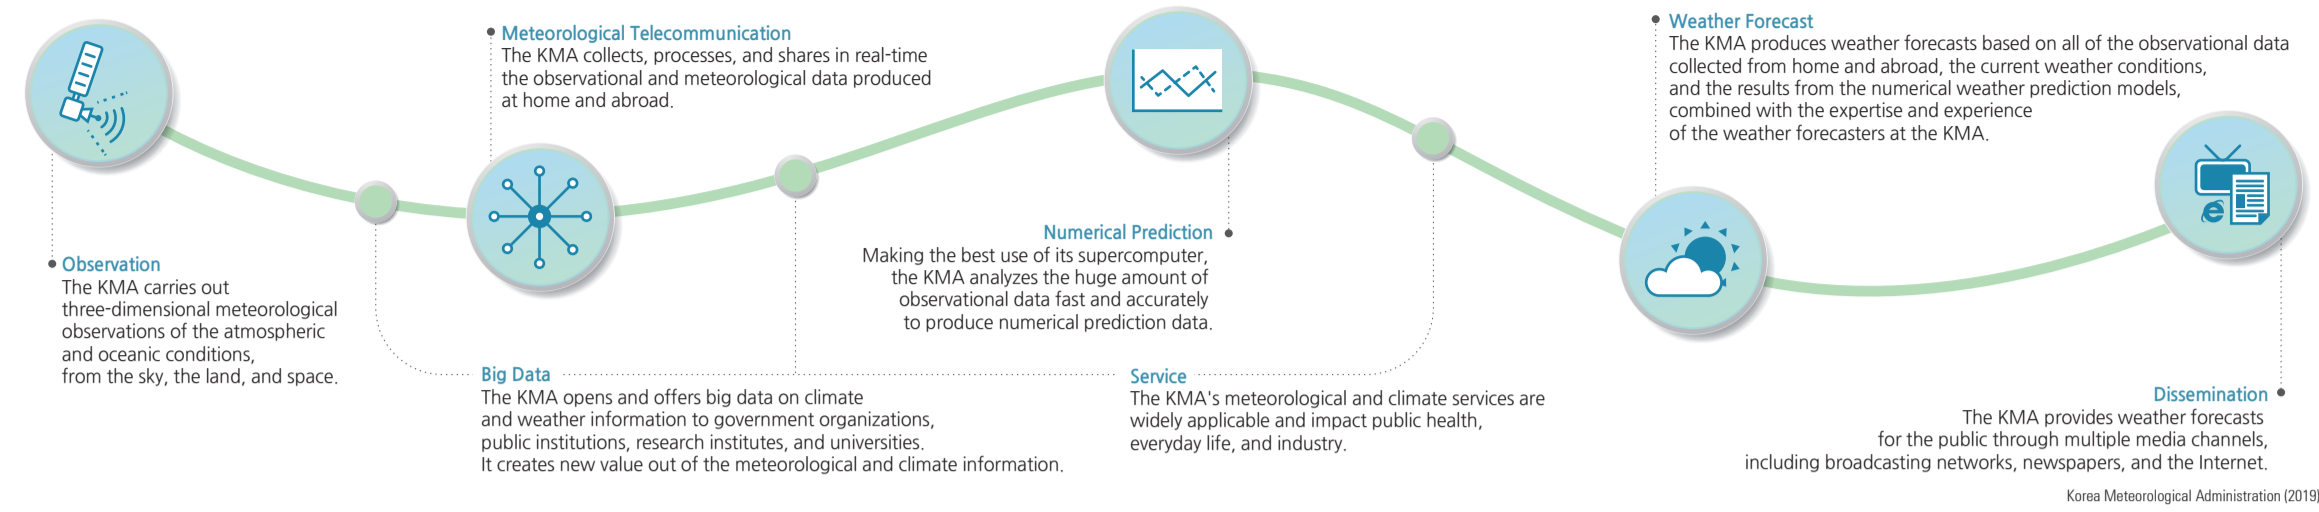 Observation
The KMA carries out
three-dimensional meteorological
observations of the atmospheric
and oceanic conditions,
from the sky, the land, and space.
Meteorological Telecommunication
The KMA collects, processes, and shares in real-time
the observational and meteorological data produced
at home and abroad.
Big Data
The KMA opens and offers big data on climate
and weather information to government organizations,
public institutions, research institutes, and universities.
It creates new value out of the meteorological and climate information.
Numerical Prediction
Making the best use of its supercomputer,
the KMA analyzes the huge amount of
observational data fast and accurately
to produce numerical prediction data.
Service
The KMA's meteorological and climate services are
widely applicable and impact public health,
everyday life, and industry.
Weather Forecast
The KMA produces weather forecasts based on all of the observational data
collected from home and abroad, the current weather conditions,
and the results from the numerical weather prediction models,
combined with the expertise and experience
of the weather forecasters at the KMA.
Dissemination
The KMA provides weather forecasts
for the public through multiple media channels,
including broadcasting networks, newspapers, and the Internet.
Korea Meteorological Administration (2019)